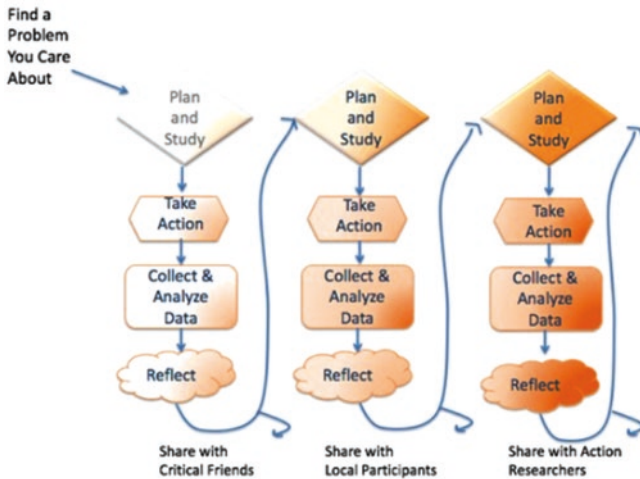 Find a
Problem
You Care
About
Plan
and
Study
Take
Action
Collect &
Analyze
Data
Reflect
Share with
Critical Friends
Plan
and
Study
Take
Action
Collect &
Analyze
Data
Reflect
Share with
Local Participants
Plan
and
Study
Take
Action
Collect &
Analyze
Data
Reflect
Share with Action
Researchers